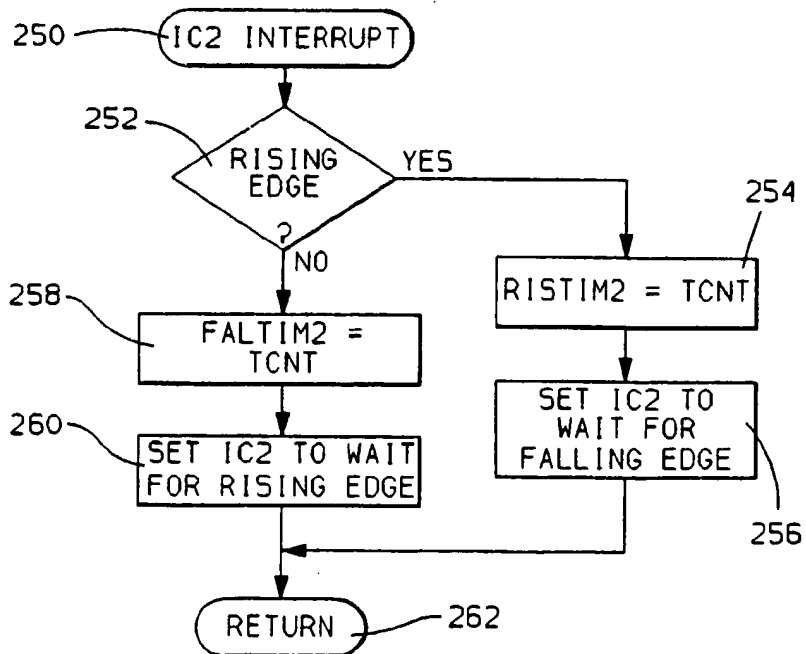 250
IC2 INTERRUPT
252
RISING
EDGE
?
YES
NO
254
RISTIM2 = TCNT
258
FALTIM2 =
TCNT
SET IC2 TO
WAIT FOR
FALLING EDGE
256
260
SET IC2 TO WAIT
FOR RISING EDGE
RETURN
262